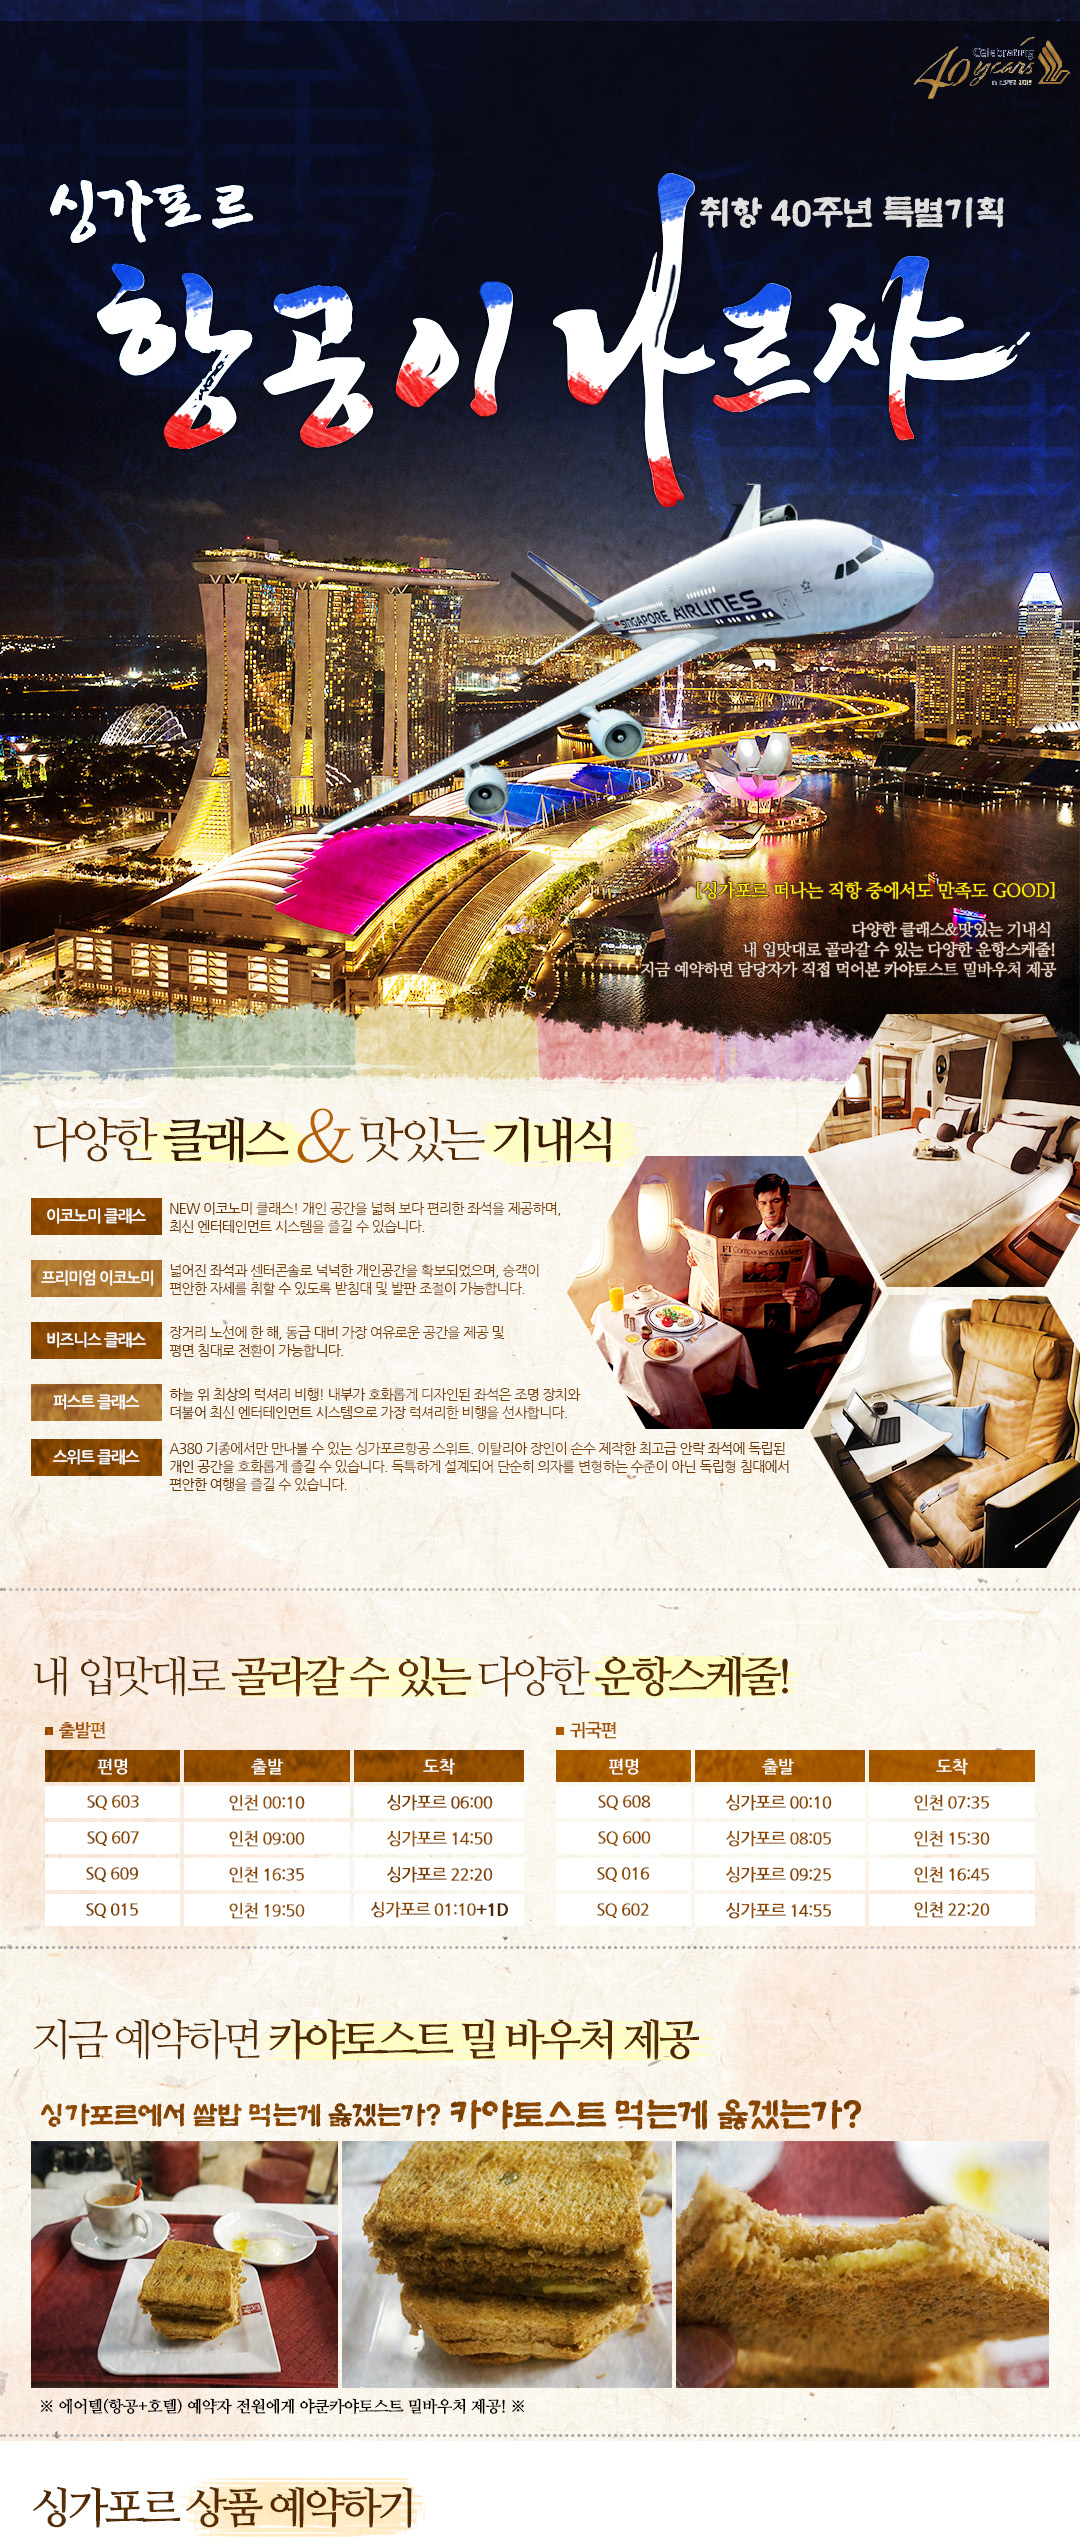 Celebrating
40 years
싱가포르
취항 40주년 특별기획
항공이 나르샤
SINGAPORE AIRLINES
[싱가포르 떠나는 직항 중에서도 만족도 GOOD]
다양한 클래스&맛있는 기내식
내 입맛대로 골라갈 수 있는 다양한 운항스케줄!
지금 예약하면 담당자가 직접 먹어본 카야토스트 밀바우처 제공
다양한 클래스 & 맛있는 기내식
이코노미 클래스
NEW 이코노미 클래스! 개인 공간을 넓혀 보다 편리한 좌석을 제공하며,
최신 엔터테인먼트 시스템을 즐길 수 있습니다.
프리미엄 이코노미
넓어진 좌석과 센터콘솔로 넉넉한 개인공간을 확보되었으며, 승객이
편안한 자세를 취할 수 있도록 받침대 및 발판 조절이 가능합니다.
비즈니스 클래스
장거리 노선에 한 해, 동급 대비 가장 여유로운 공간을 제공 및
평면 침대로 전환이 가능합니다.
퍼스트 클래스
하늘 위 최상의 럭셔리 비행! 내부가 호화롭게 디자인된 좌석은 조명 장치와
더불어 최신 엔터테인먼트 시스템으로 가장 럭셔리한 비행을 선사합니다.
스위트 클래스
A380 기종에서만 만나볼 수 있는 싱가포르항공 스위트. 이탈리아 장인이 손수 제작한 최고급 안락 좌석에 독립된
개인 공간을 호화롭게 즐길 수 있습니다. 독특하게 설계되어 단순히 의자를 변형하는 수준이 아닌 독립형 침대에서
편안한 여행을 즐길 수 있습니다.
FT Companies & Markets
내 입맛대로 골라갈 수 있는 다양한 운항스케줄!
출발편
편명 출발 도착
SQ 603 인천 00:10 싱가포르 06:00
SQ 607 인천 09:00 싱가포르 14:50
SQ 609 인천 16:35 싱가포르 22:20
SQ 015 인천 19:50 싱가포르 01:10+1D
귀국편
편명 출발 도착
SQ 608 싱가포르 00:10 인천 07:35
SQ 600 싱가포르 08:05 인천 15:30
SQ 016 싱가포르 09:25 인천 16:45
SQ 602 싱가포르 14:55 인천 22:20
지금 예약하면 카야토스트 밀 바우처 제공
싱가포르에서 쌀밥 먹는게 옳겠는가? 카야토스트 먹는게 옳겠는가?
※ 에어텔(항공+호텔) 예약자 전원에게 야쿤카야토스트 밀바우처 제공! ※
싱가포르 상품 예약하기